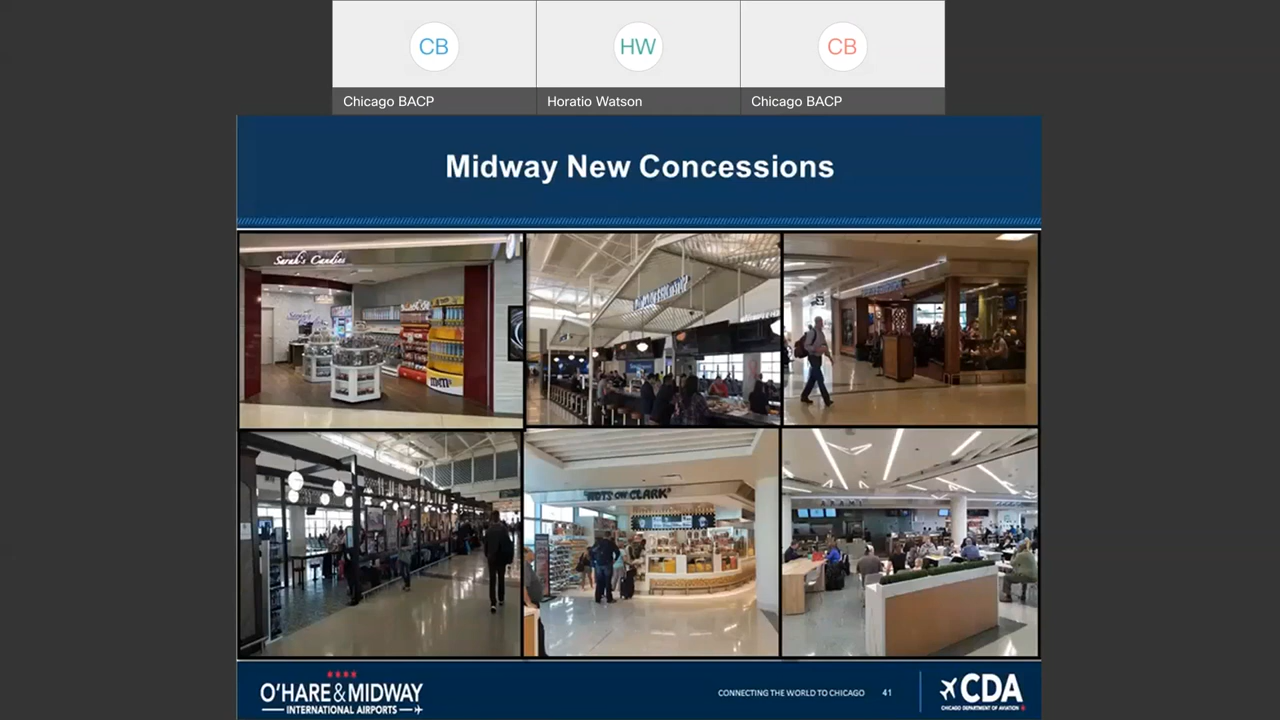 CB
HW
CB
Chicago BACP
Horatio Watson
Chicago BACP
Midway New Concessions
Sarah's Candies
M&M's
"NUTS ON CLARK"
O'HARE & MIDWAY
INTERNATIONAL AIRPORTS
CONNECTING THE WORLD TO CHICAGO
41
CDA
CHICAGO DEPARTMENT OF AVIATION